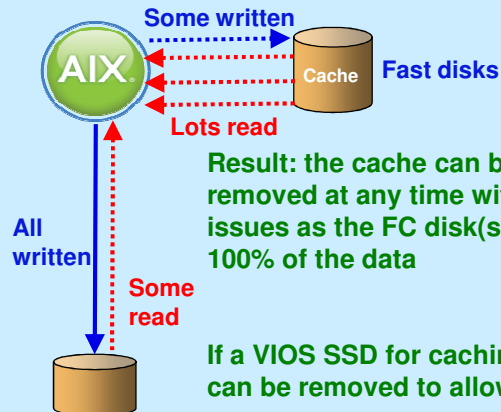 Some written
AIX
Cache
Fast disks
Lots read
Result: the cache can b
removed at any time wi
issues as the FC disk(s
100% of the data
All
written
Some
read
If a VIOS SSD for cachin
can be removed to allow